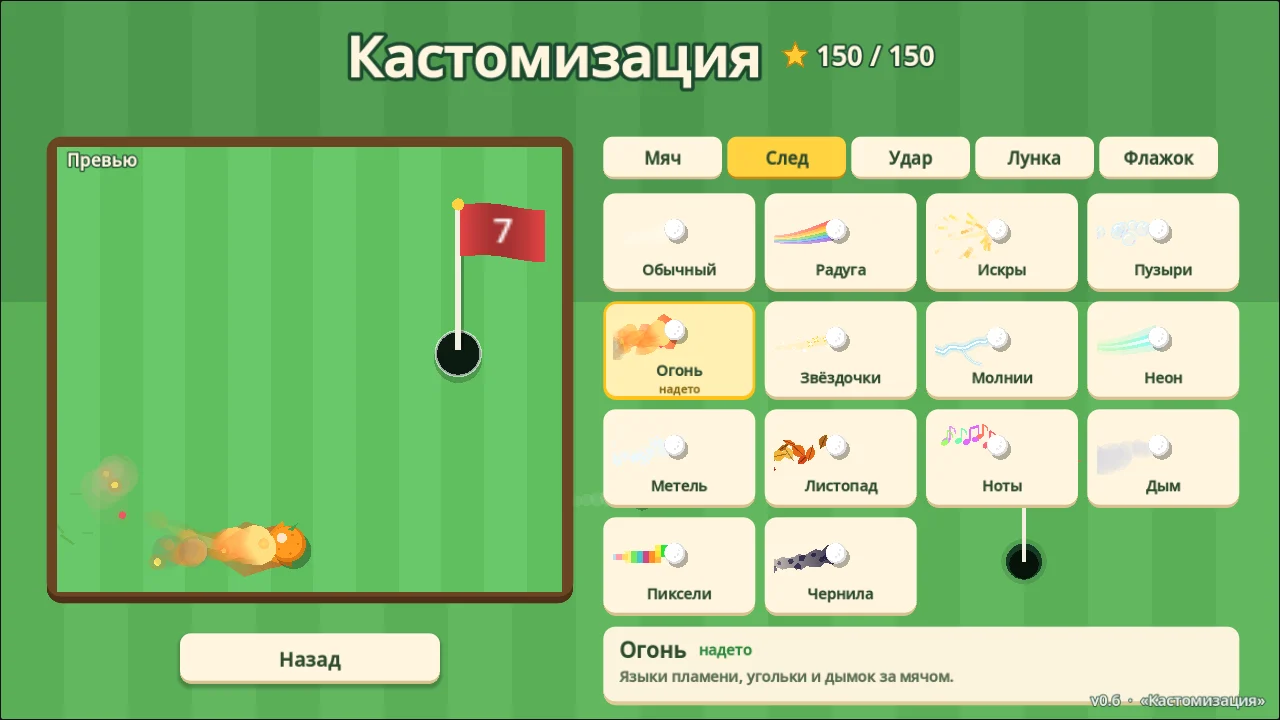 Кастомизация
150 / 150
Превью
7
Мяч
След
Удар
Лунка
Флажок
Обычный
Радуга
Искры
Пузыри
Огонь
надето
Звёздочки
Молнии
Неон
Метель
Листопад
Ноты
Дым
Пиксели
Чернила
Огонь надето
Языки пламени, угольки и дымок за мячом.
Назад
v0.6 · «Кастомизация»